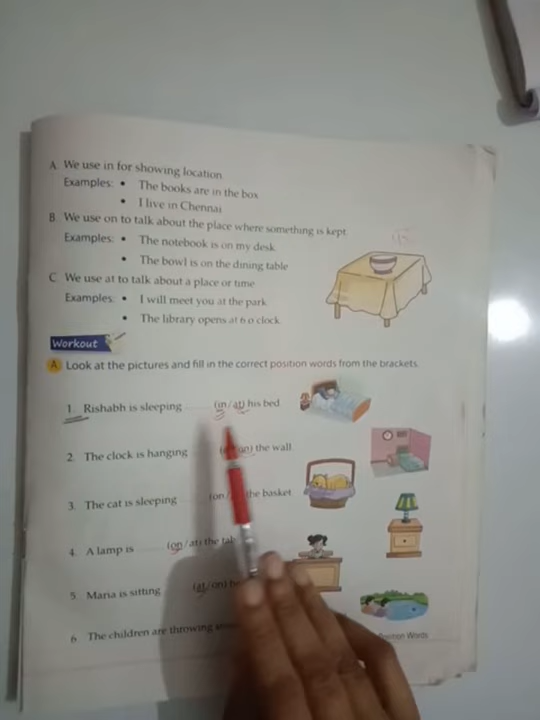 A. We use in for showing location
Examples: • The books are in the box
• I live in Chennai
B. We use on to talk about the place where something is kept
Examples: • The notebook is on my desk
• The bowl is on the dining table
C We use at to talk about a place or time
Examples: • I will meet you at the park
• The library opens at 6 o clock.
Workout
A Look at the pictures and fill in the correct position words from the brackets.
1. Rishabh is sleeping (in/at) his bed
2. The clock is hanging on) the wall
3. The cat is sleeping (on/ the basket
4. A lamp is (on/at) the
5. Maria is sitting (at/on)
6 The children are throwing
Position Words